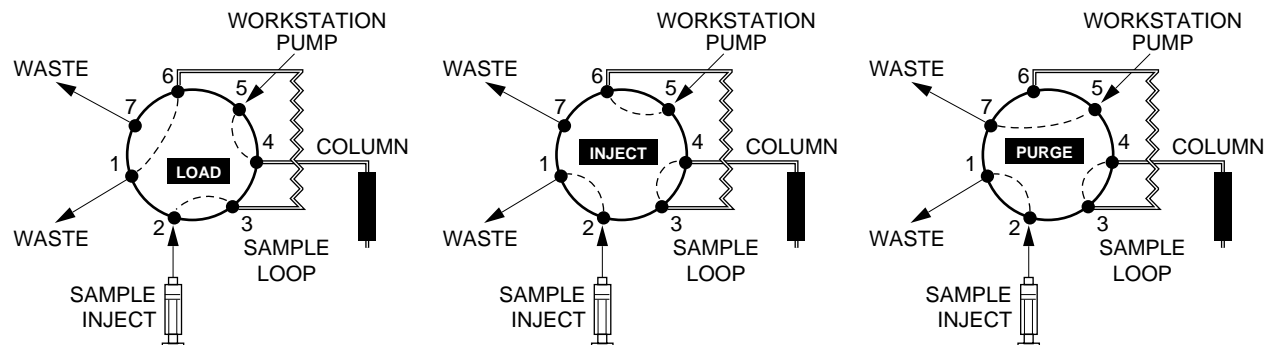 WORKSTATION
PUMP
WASTE
6
5
7
4
COLUMN
1
LOAD
2
3
WASTE
SAMPLE
LOOP
SAMPLE
INJECT
WORKSTATION
PUMP
WASTE
6
5
7
4
COLUMN
1
INJECT
2
3
WASTE
SAMPLE
LOOP
SAMPLE
INJECT
WORKSTATION
PUMP
WASTE
6
5
7
4
COLUMN
1
PURGE
2
3
WASTE
SAMPLE
LOOP
SAMPLE
INJECT